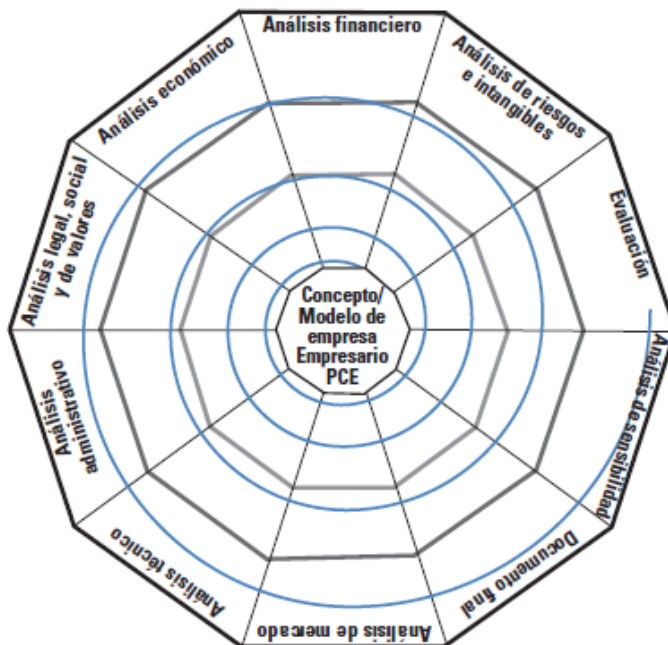 Análisis financiero
Análisis de riesgos
e intangibles
Evaluación
Análisis de sensibilidad
Documento final
Análisis de mercado
Análisis técnico
Análisis
administrativo
Análisis legal, social
y de valores
Análisis económico
Concepto/
Modelo de
empresa
Empresario
PCE